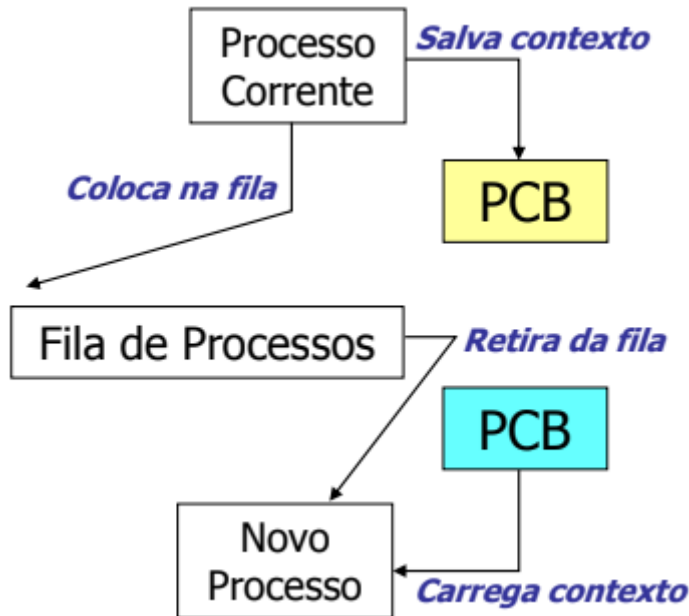 Processo
Corrente
Salva contexto
PCB
Coloca na fila
Fila de Processos
Retira da fila
PCB
Novo
Processo
Carrega contexto